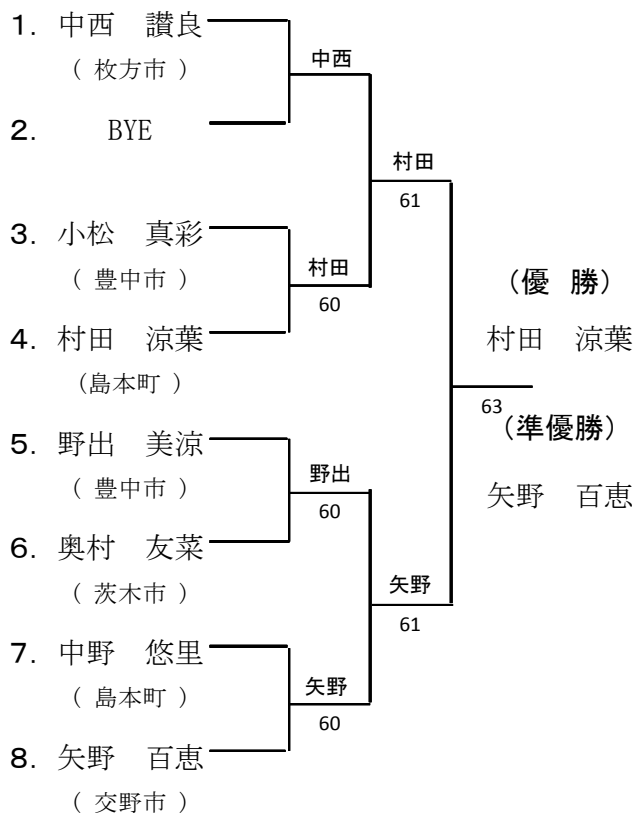 1. 中西　讃良
( 枚方市 )
中西
2. BYE
村田
61
3. 小松　真彩
( 豊中市 )
村田
60
(優　勝)
4. 村田　涼葉
村田　涼葉
(島本町 )
63
5. 野出　美涼
(準優勝)
( 豊中市 )
野出
60
矢野　百恵
6. 奥村　友菜
( 茨木市 )
矢野
61
7. 中野　悠里
( 島本町 )
矢野
60
8. 矢野　百恵
( 交野市 )